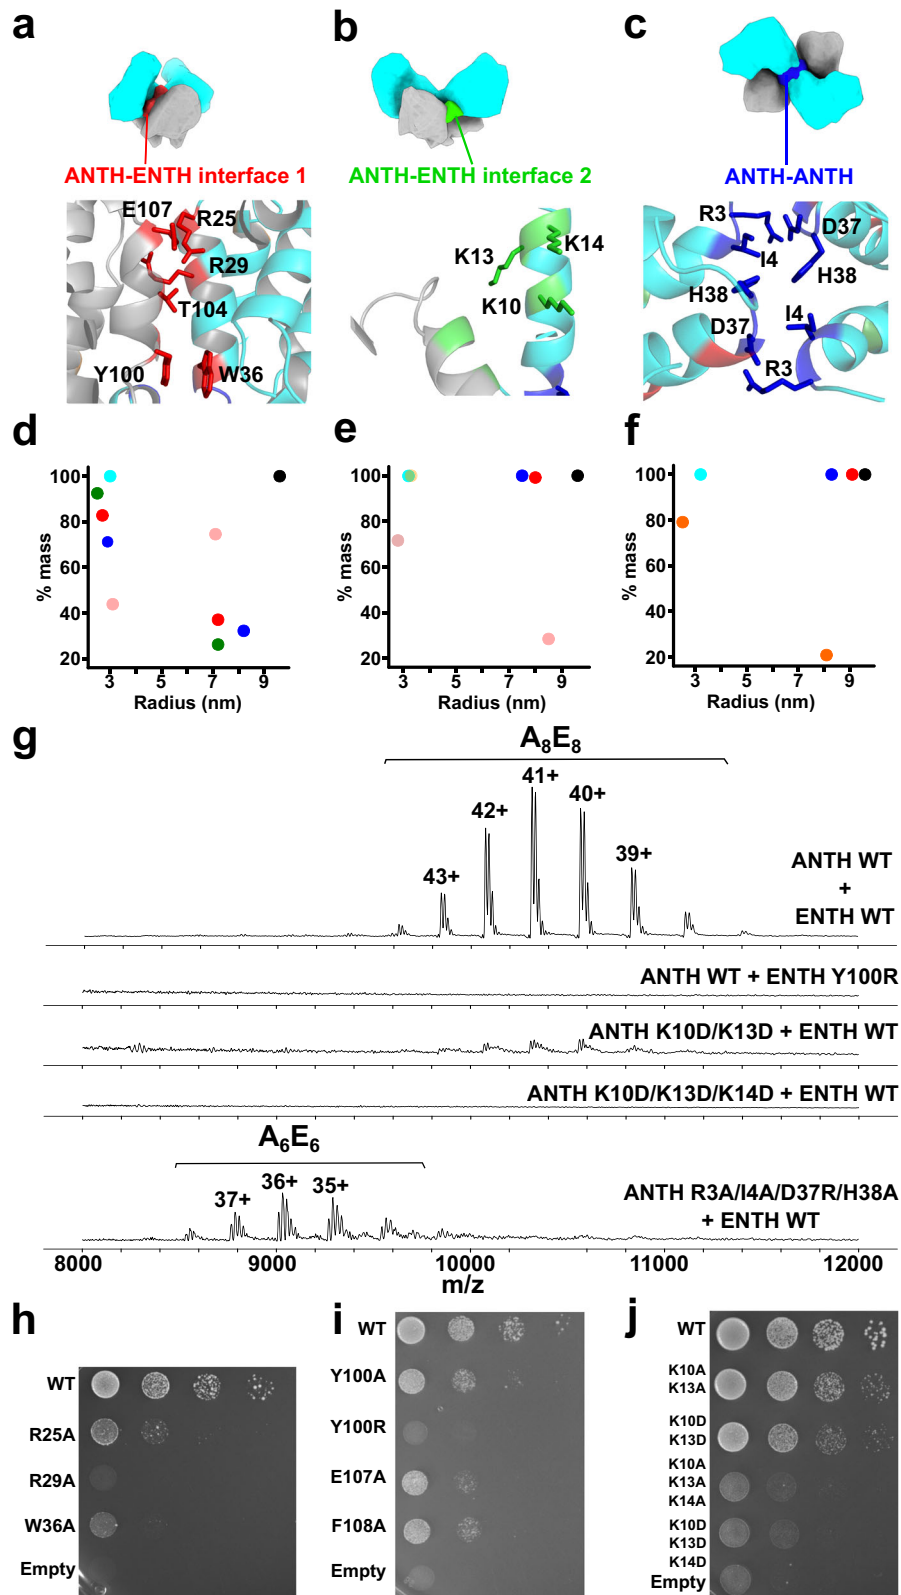 a
b
c
ANTH-ENTH interface 1
ANTH-ENTH interface 2
ANTH-ANTH
E107
R25
R29
T104
Y100
W36
K13
K14
K10
R3
D37
I4
H38
H38
D37
I4
R3
d
e
f
100
80
60
40
20
% mass
3
5
7
9
Radius (nm)
100
80
60
40
20
% mass
3
5
7
9
Radius (nm)
100
80
60
40
20
% mass
3
5
7
9
Radius (nm)
g
A8E8
43+
42+
41+
40+
39+
ANTH WT
+
ENTH WT
ANTH WT + ENTH Y100R
ANTH K10D/K13D + ENTH WT
ANTH K10D/K13D/K14D + ENTH WT
A6E6
37+
36+
35+
ANTH R3A/I4A/D37R/H38A
+ ENTH WT
8000
9000
10000
11000
12000
m/z
h
WT
R25A
R29A
W36A
Empty
i
WT
Y100A
Y100R
E107A
F108A
Empty
j
WT
K10A
K13A
K10D
K13D
K10A
K13A
K14A
K10D
K13D
K14D
Empty